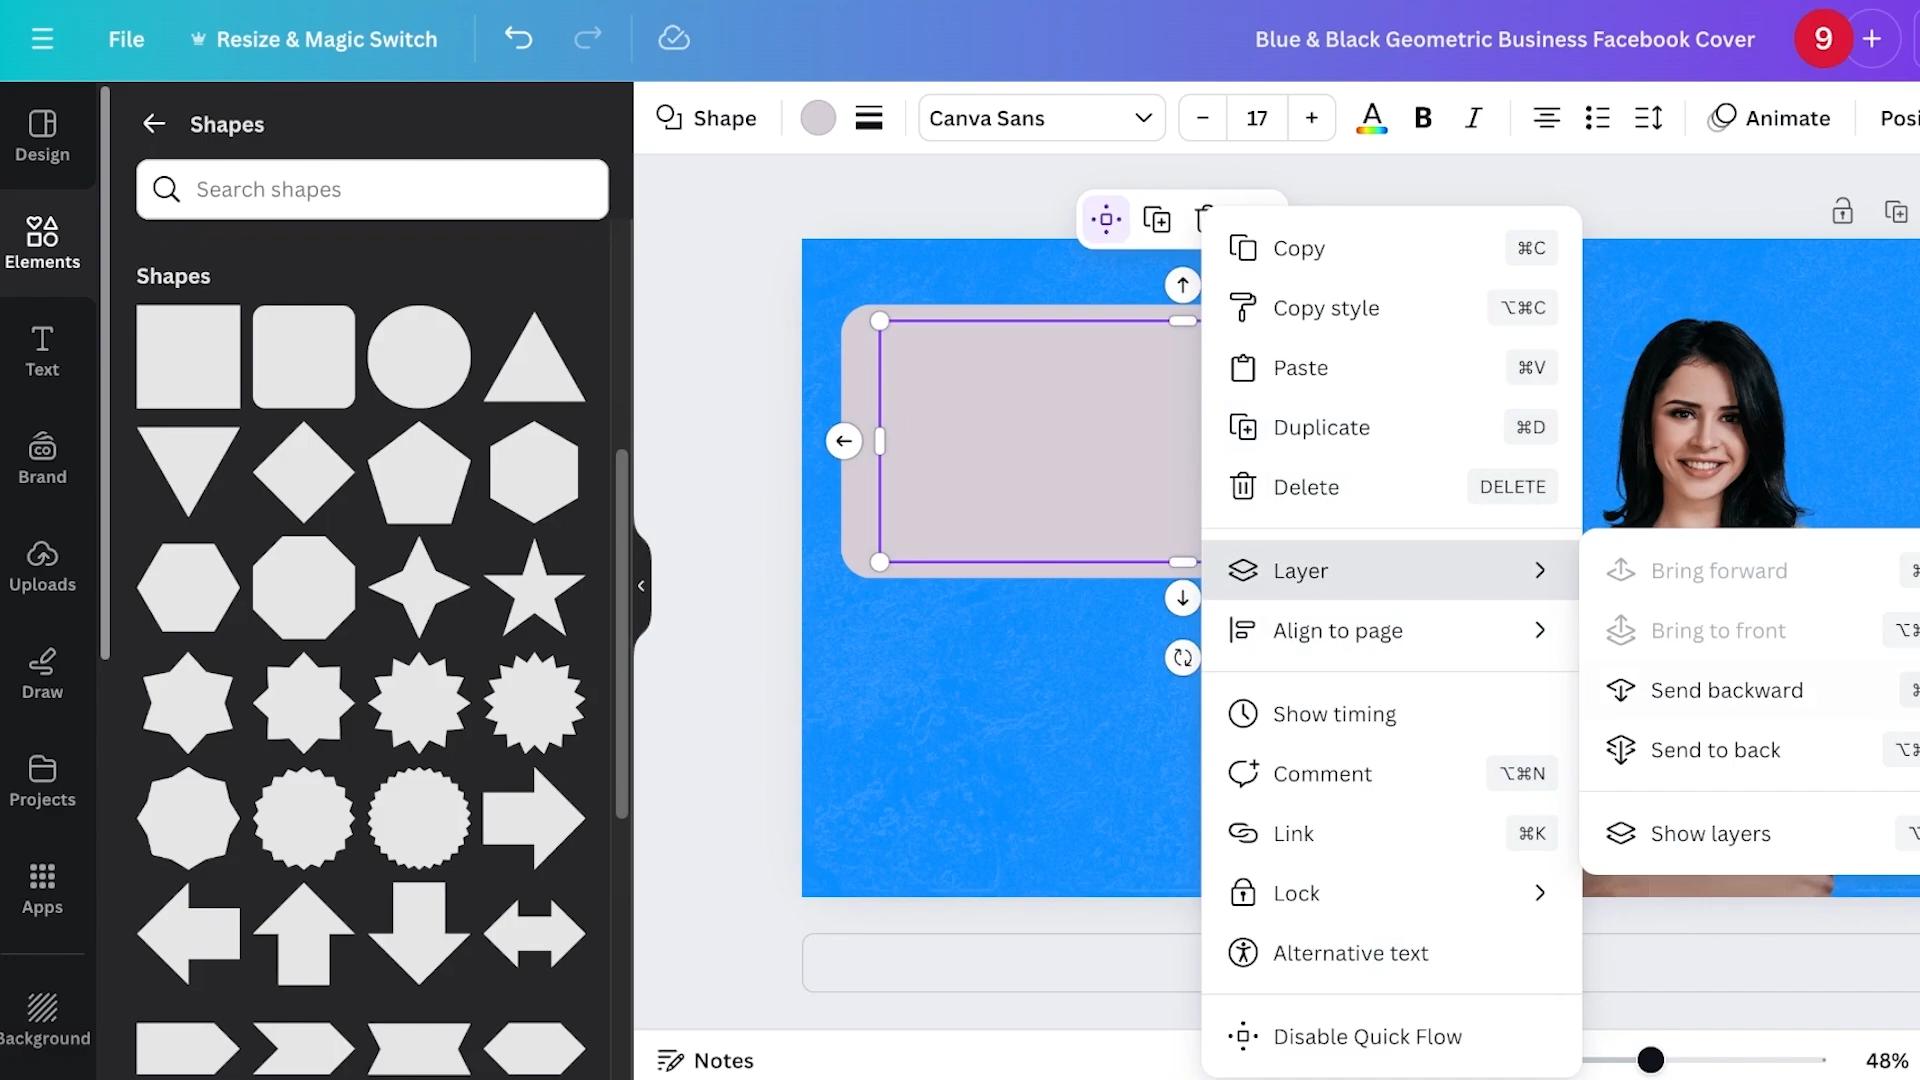 File
Resize & Magic Switch
Blue & Black Geometric Business Facebook Cover
9
Design
Elements
Text
Brand
Uploads
Draw
Projects
Apps
Background
Shapes
Search shapes
Shapes
Shape
Canva Sans
17
A
B
I
Animate
Posi
Copy ⌘C
Copy style ⌥⌘C
Paste ⌘V
Duplicate ⌘D
Delete DELETE
Layer
Align to page
Show timing
Comment ⌥⌘N
Link ⌘K
Lock
Alternative text
Disable Quick Flow
Bring forward ⌘
Bring to front ⌥⌘
Send backward ⌘
Send to back ⌥⌘
Show layers ⌥
Notes
48%